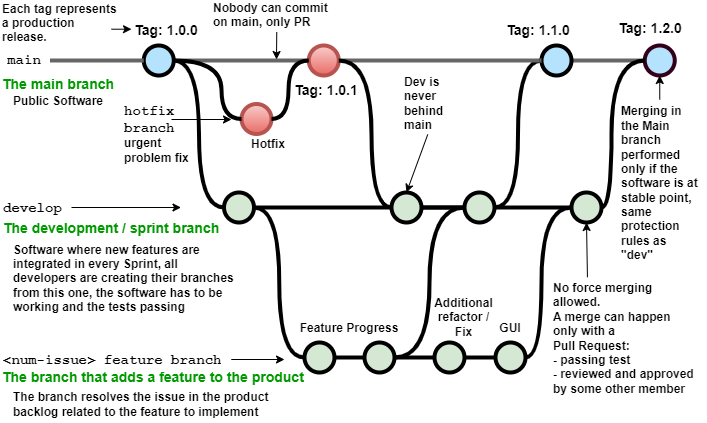 Each tag represents
a production
release.
Tag: 1.0.0
Nobody can commit
on main, only PR
Tag: 1.1.0
Tag: 1.2.0
main
The main branch
Public Software
Tag: 1.0.1
hotfix
branch
urgent
problem fix
Hotfix
Dev is
never
behind
main
Merging in
the Main
branch
performed
only if the
software is at
stable point,
same
protection
rules as
"dev"
develop
The development / sprint branch
Software where new features are
integrated in every Sprint, all
developers are creating their branches
from this one, the software has to be
working and the tests passing
No force merging
allowed.
A merge can happen
only with a
Pull Request:
- passing test
- reviewed and approved
by some other member
Feature Progress
Additional
refactor /
Fix
GUI
<num-issue> feature branch
The branch that adds a feature to the product
The branch resolves the issue in the product
backlog related to the feature to implement